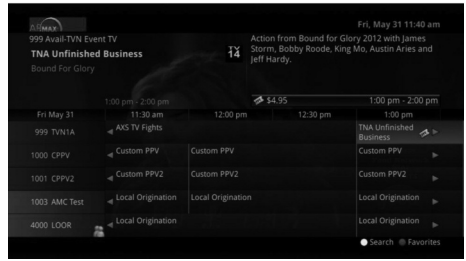 Fri, May 31 11:40 am
999 Avail-TVN Event TV
TNA Unfinished Business
Bound For Glory
TV 14
Action from Bound for Glory 2012 with James
Storm, Bobby Roode, King Mo, Austin Aries and
Jeff Hardy.
1:00 pm - 2:00 pm
$4.95
1:00 pm - 2:00 pm
Fri May 31
11:30 am
12:00 pm
12:30 pm
1:00 pm
999 TVN1A
AXS TV Fights
TNA Unfinished
Business
1000 CPPV
Custom PPV
Custom PPV
Custom PPV
1001 CPPV2
Custom PPV2
Custom PPV2
Custom PPV2
1003 AMC Test
Local Origination
Local Origination
Local Origination
4000 LOOR
Local Origination
Local Origination
Search
Favorites